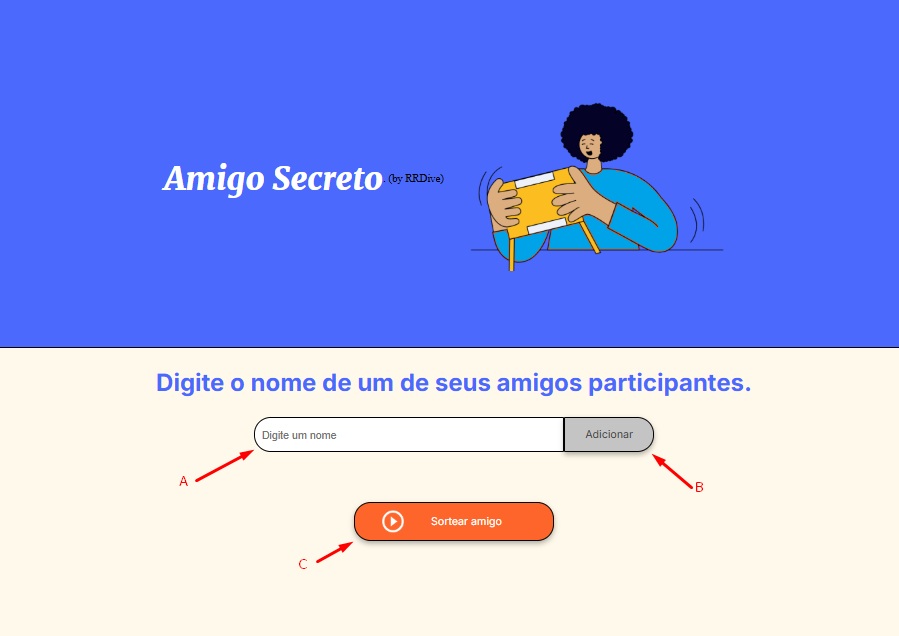 Amigo Secreto. (by RRDive)
Digite o nome de um de seus amigos participantes.
Digite um nome
Adicionar
A
B
Sortear amigo
C